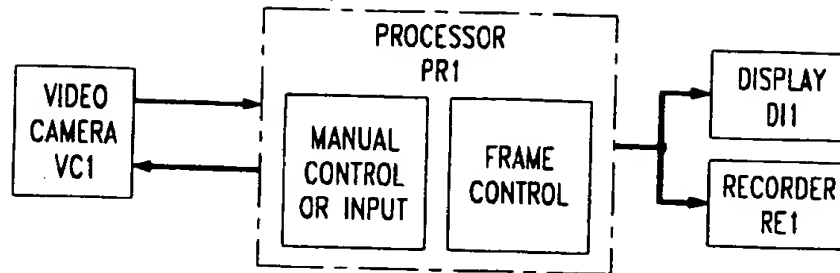 PROCESSOR
PR1
VIDEO
CAMERA
VC1
MANUAL
CONTROL
OR INPUT
FRAME
CONTROL
DISPLAY
DI1
RECORDER
RE1